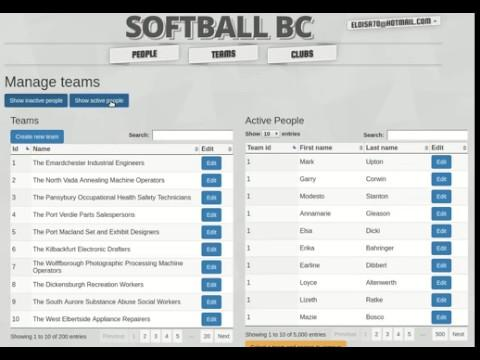 SOFTBALL BC
ELOISA70@HOTMAIL.COM
PEOPLE
TEAMS
CLUBS
Manage teams
Show inactive people
Show active people
Teams
Create new team
Search:
Id Name Edit
1 The Emardchester Industrial Engineers Edit
2 The North Vada Annealing Machine Operators Edit
3 The Pansybury Occupational Health Safety Technicians Edit
4 The Port Verdie Parts Salespersons Edit
5 The Port Macland Set and Exhibit Designers Edit
6 The Kilbackfurt Electronic Drafters Edit
7 The Wolffborough Photographic Processing Machine
Operators Edit
8 The Dickensburgh Recreation Workers Edit
9 The South Aurore Substance Abuse Social Workers Edit
10 The West Elbertside Appliance Repairers Edit
Showing 1 to 10 of 200 entries
Previous 1 2 3 4 5 ... 20 Next
Active People
Show 10 entries
Search:
Team id First name Last name Edit
1 Mark Upton Edit
1 Garry Corwin Edit
1 Modesto Stanton Edit
1 Annamarie Gleason Edit
1 Elsa Dicki Edit
1 Erika Bahringer Edit
1 Earline Dibbert Edit
1 Loyce Altenwerth Edit
1 Lizeth Ratke Edit
1 Mazie Bosco Edit
Showing 1 to 10 of 5,000 entries
Previous 1 2 3 4 5 ... 500 Next